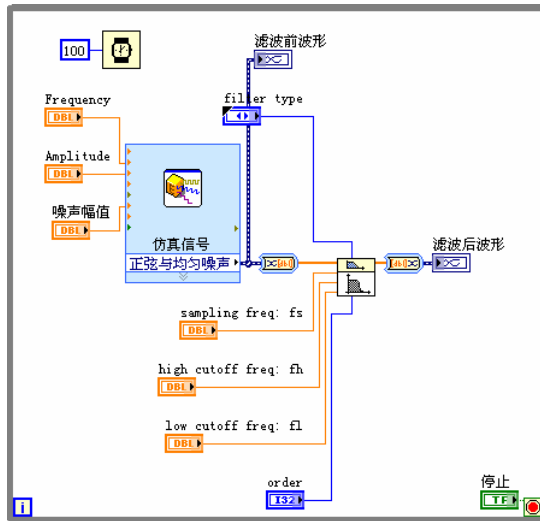 滤波前波形
100
filter type
Frequency
DBL
Amplitude
DBL
噪声幅值
DBL
仿真信号
正弦与均匀噪声
滤波后波形
sampling freq: fs
DBL
high cutoff freq: fh
DBL
low cutoff freq: fl
DBL
order
I32
停止
TF
i